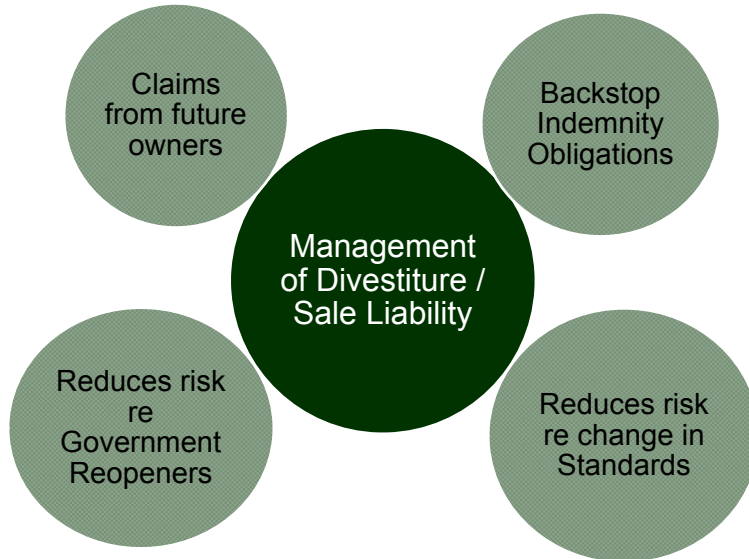 Claims
from future
owners
Backstop
Indemnity
Obligations
Management
of Divestiture /
Sale Liability
Reduces risk
re
Government
Reopeners
Reduces risk
re change in
Standards